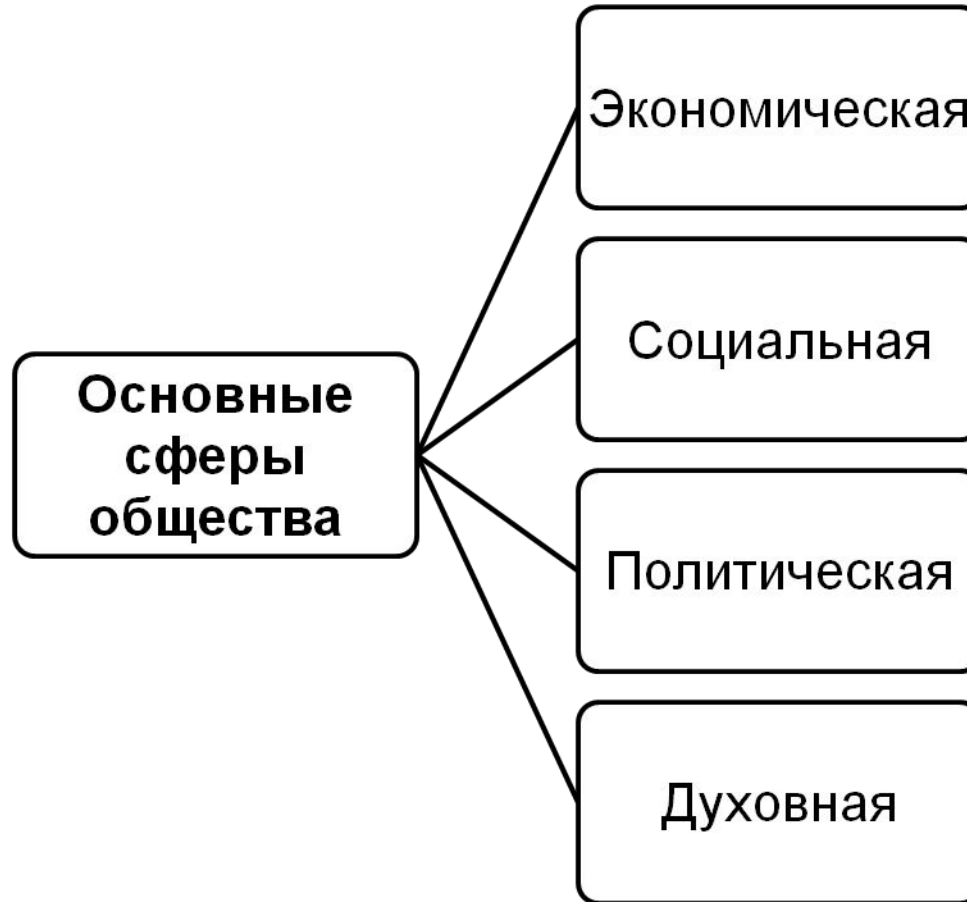 Экономическая
Социальная
Основные
сферы
общества
Политическая
Духовная